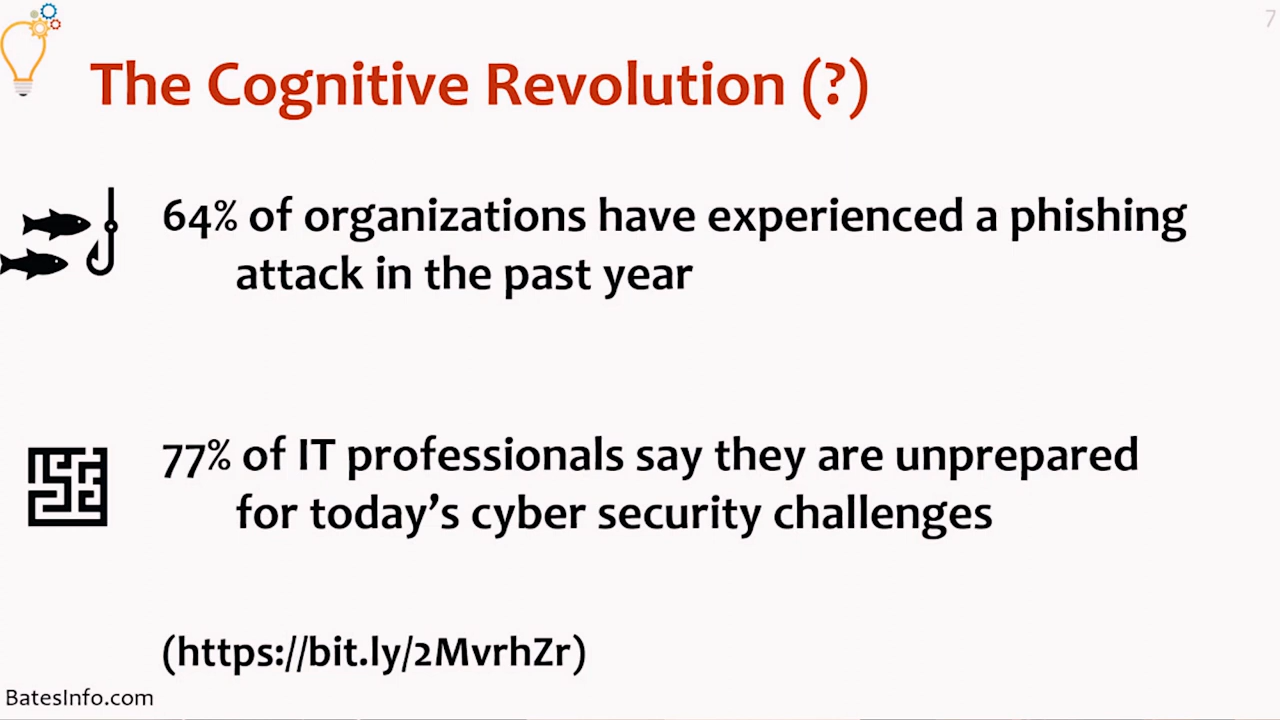 7
The Cognitive Revolution (?)
64% of organizations have experienced a phishing
attack in the past year
77% of IT professionals say they are unprepared
for today’s cyber security challenges
(https://bit.ly/2MvrhZr)
BatesInfo.com